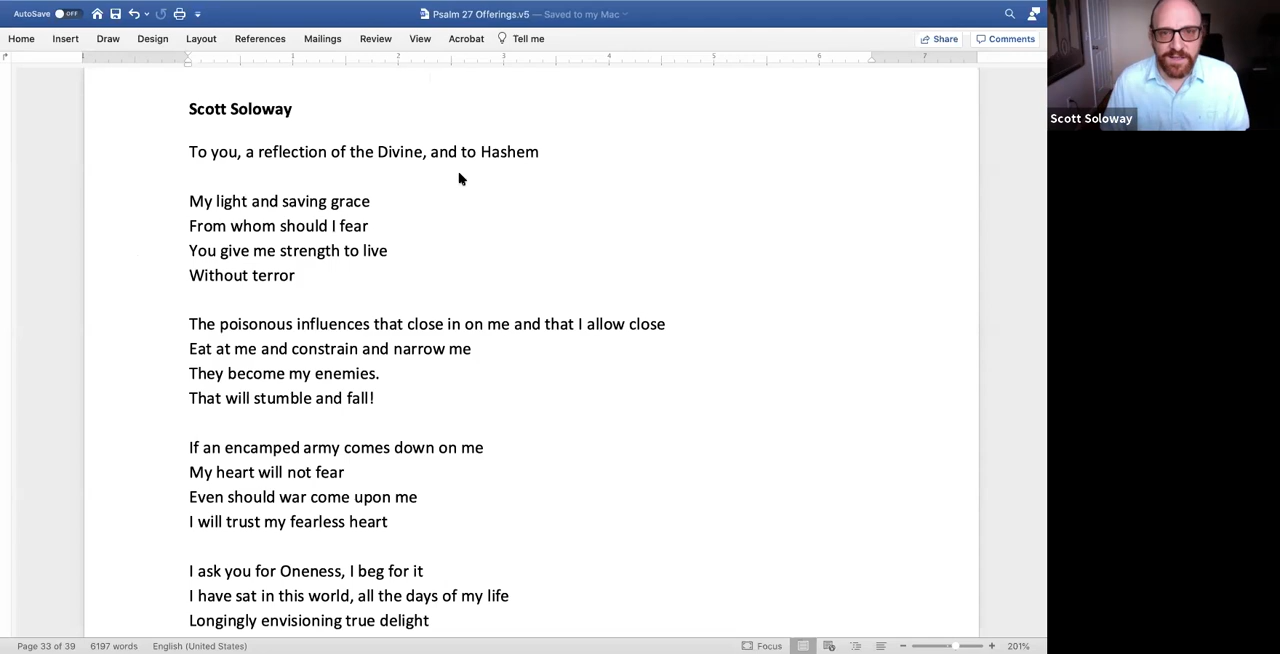 AutoSave OFF Psalm 27 Offerings.v5 — Saved to my Mac
Home Insert Draw Design Layout References Mailings Review View Acrobat Tell me Share Comments
1 2 3 4 5 6 7
Scott Soloway
To you, a reflection of the Divine, and to Hashem
My light and saving grace
From whom should I fear
You give me strength to live
Without terror
The poisonous influences that close in on me and that I allow close
Eat at me and constrain and narrow me
They become my enemies.
That will stumble and fall!
If an encamped army comes down on me
My heart will not fear
Even should war come upon me
I will trust my fearless heart
I ask you for Oneness, I beg for it
I have sat in this world, all the days of my life
Longingly envisioning true delight
Page 33 of 39 6197 words English (United States) Focus 201%
Scott Soloway